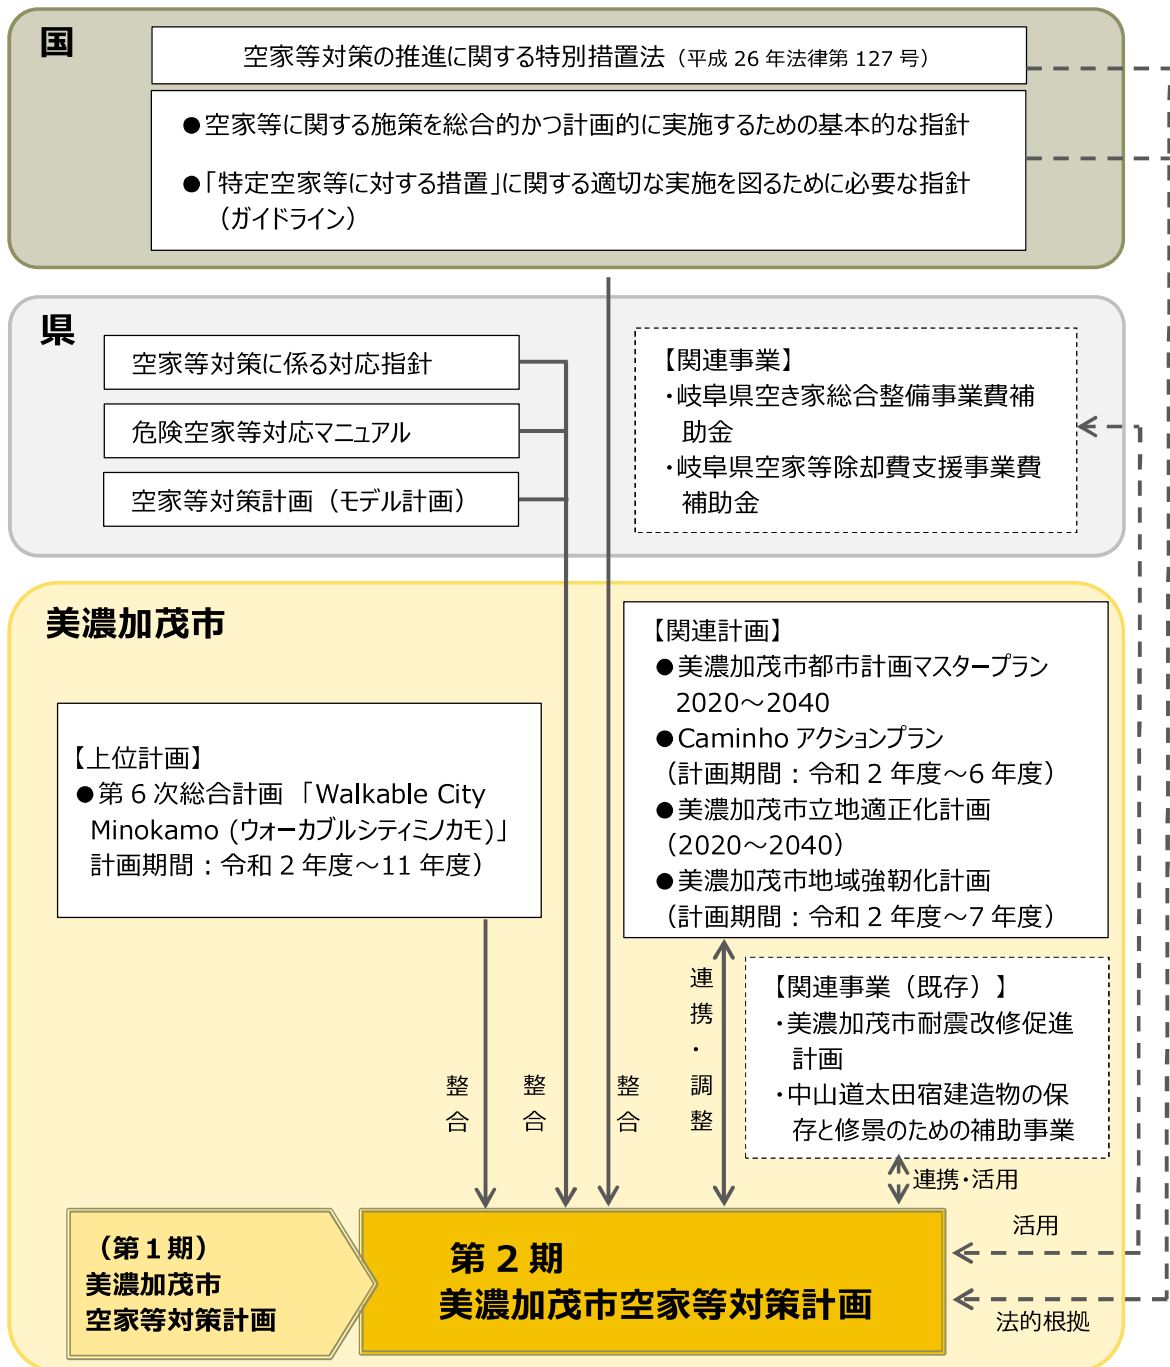 国
空家等対策の推進に関する特別措置法（平成 26 年法律第 127 号）
●空家等に関する施策を総合的かつ計画的に実施するための基本的な指針
●「特定空家等に対する措置」に関する適切な実施を図るために必要な指針
（ガイドライン）
県
空家等対策に係る対応指針
危険空家等対応マニュアル
空家等対策計画（モデル計画）
【関連事業】
・岐阜県空き家総合整備事業費補
助金
・岐阜県空家等除却費支援事業費
補助金
美濃加茂市
【上位計画】
●第 6 次総合計画 「Walkable City
Minokamo (ウォーカブルシティミノカモ)」
計画期間：令和 2 年度～11 年度）
【関連計画】
●美濃加茂市都市計画マスタープラン
2020～2040
●Caminho アクションプラン
（計画期間：令和 2 年度～6 年度）
●美濃加茂市立地適正化計画
（2020～2040）
●美濃加茂市地域強靭化計画
（計画期間：令和 2 年度～7 年度）
【関連事業（既存）】
・美濃加茂市耐震改修促進
計画
・中山道太田宿建造物の保
存と修景のための補助事業
整合
整合
整合
連携・調整
連携・活用
活用
法的根拠
（第１期）
美濃加茂市
空家等対策計画
第 2 期
美濃加茂市空家等対策計画